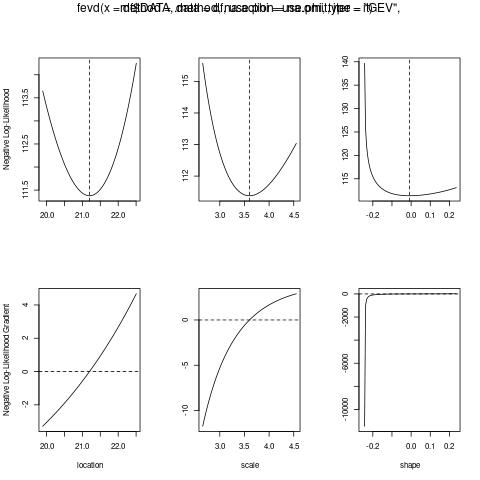 fevd(x =
Negative Log-Likelihood
111.5 112.5 113.5
20.0 21.0 22.0
112 113 114 115
3.0 3.5 4.0 4.5
115 120 125 130 135 140
-0.2 0.0 0.1 0.2
Negative Log-Likelihood Gradient
-2 0 2 4
20.0 21.0 22.0
location
-10 -5 0
3.0 3.5 4.0 4.5
scale
-10000 -6000 -2000 0
-0.2 0.0 0.1 0.2
shape